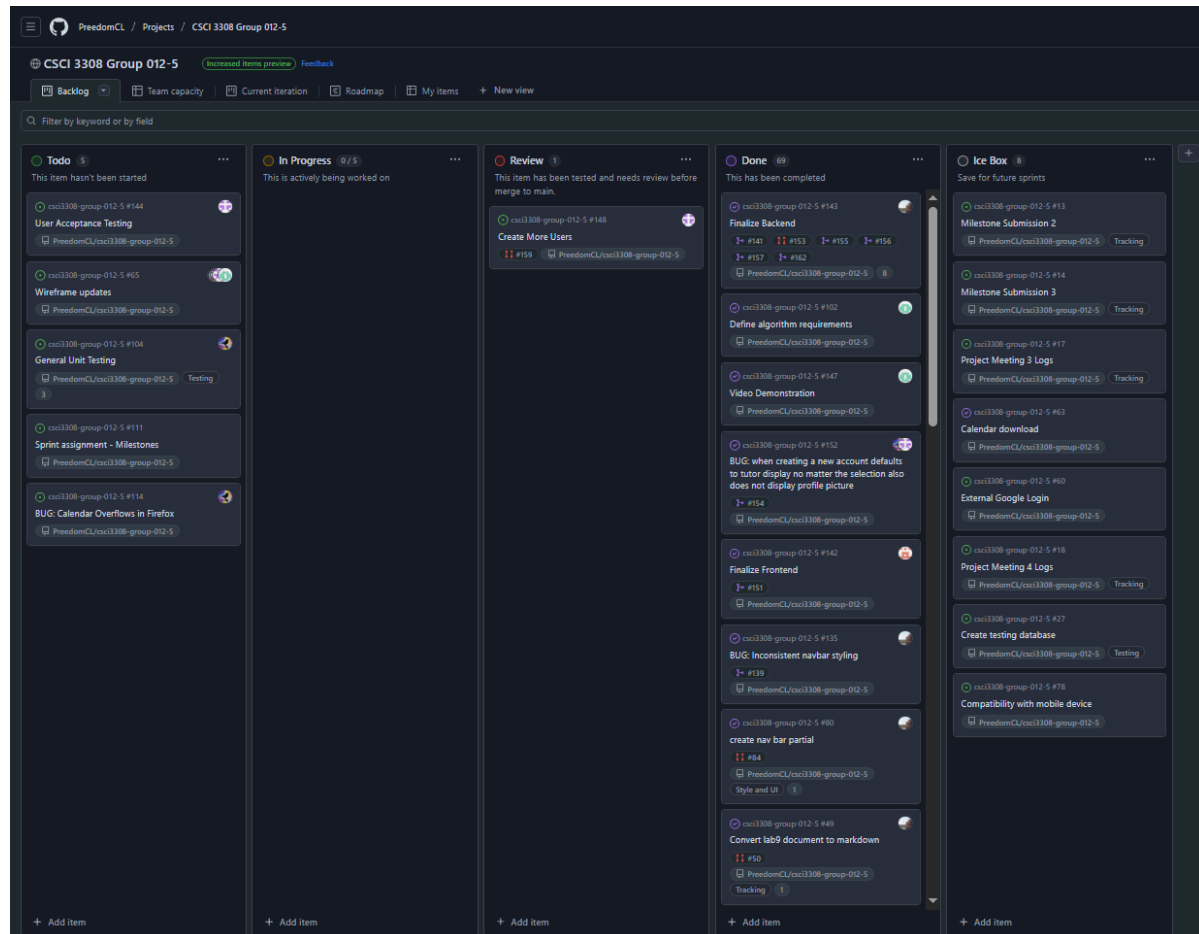 PreedomCL / Projects / CSCI 3308 Group 012-5
CSCI 3308 Group 012-5 Increased items preview Feedback
Backlog Team capacity Current iteration Roadmap My items + New view
Filter by keyword or by field
Todo 5 ...
This item hasn't been started
csci3308-group-012-5 #144
User Acceptance Testing
PreedomCL/csci3308-group-012-5
csci3308-group-012-5 #65
Wireframe updates
PreedomCL/csci3308-group-012-5
csci3308-group-012-5 #104
General Unit Testing
PreedomCL/csci3308-group-012-5 Testing
3
csci3308-group-012-5 #111
Sprint assignment - Milestones
PreedomCL/csci3308-group-012-5
csci3308-group-012-5 #114
BUG: Calendar Overflows in Firefox
PreedomCL/csci3308-group-012-5
+ Add item
In Progress 0 / 5 ...
This is actively being worked on
+ Add item
Review 1 ...
This item has been tested and needs review before
merge to main.
csci3308-group-012-5 #148
Create More Users
#159 PreedomCL/csci3308-group-012-5
+ Add item
Done 69 ...
This has been completed
csci3308-group-012-5 #143
Finalize Backend
#141 #153 #155 #156
#157 #162
PreedomCL/csci3308-group-012-5 8
csci3308-group-012-5 #102
Define algorithm requirements
PreedomCL/csci3308-group-012-5
csci3308-group-012-5 #147
Video Demonstration
PreedomCL/csci3308-group-012-5
csci3308-group-012-5 #152
BUG: when creating a new account defaults
to tutor display no matter the selection also
does not display profile picture
#154
PreedomCL/csci3308-group-012-5
csci3308-group-012-5 #142
Finalize Frontend
#151
PreedomCL/csci3308-group-012-5
csci3308-group-012-5 #135
BUG: Inconsistent navbar styling
#139
PreedomCL/csci3308-group-012-5
csci3308-group-012-5 #80
create nav bar partial
#84
PreedomCL/csci3308-group-012-5
Style and UI 1
csci3308-group-012-5 #49
Convert lab9 document to markdown
#50
PreedomCL/csci3308-group-012-5
Tracking 1
+ Add item
Ice Box 8 ...
Save for future sprints
csci3308-group-012-5 #13
Milestone Submission 2
PreedomCL/csci3308-group-012-5 Tracking
csci3308-group-012-5 #14
Milestone Submission 3
PreedomCL/csci3308-group-012-5 Tracking
csci3308-group-012-5 #17
Project Meeting 3 Logs
PreedomCL/csci3308-group-012-5 Tracking
csci3308-group-012-5 #63
Calendar download
PreedomCL/csci3308-group-012-5
csci3308-group-012-5 #60
External Google Login
PreedomCL/csci3308-group-012-5
csci3308-group-012-5 #18
Project Meeting 4 Logs
PreedomCL/csci3308-group-012-5 Tracking
csci3308-group-012-5 #27
Create testing database
PreedomCL/csci3308-group-012-5 Testing
csci3308-group-012-5 #78
Compatibility with mobile device
PreedomCL/csci3308-group-012-5
+ Add item